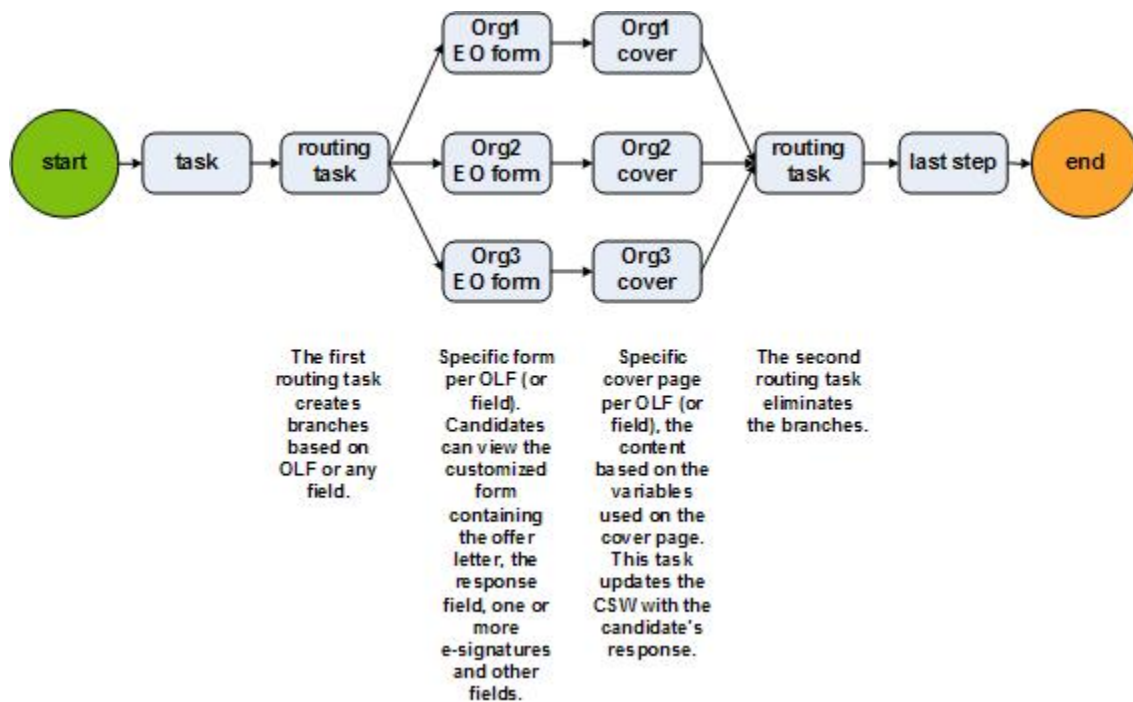 Org1
EO form
Org1
cover
start
task
routing
task
Org2
EO form
Org2
cover
routing
task
last step
end
Org3
EO form
Org3
cover
The first
routing task
creates
branches
based on
OLF or any
field.
Specific form
per OLF (or
field).
Candidates
can view the
customized
form
containing
the offer
letter, the
response
field, one or
more
e-signatures
and other
fields.
Specific
cover page
per OLF (or
field), the
content
based on the
variables
used on the
cover page.
This task
updates the
CSW with the
candidate's
response.
The second
routing task
eliminates
the branches.